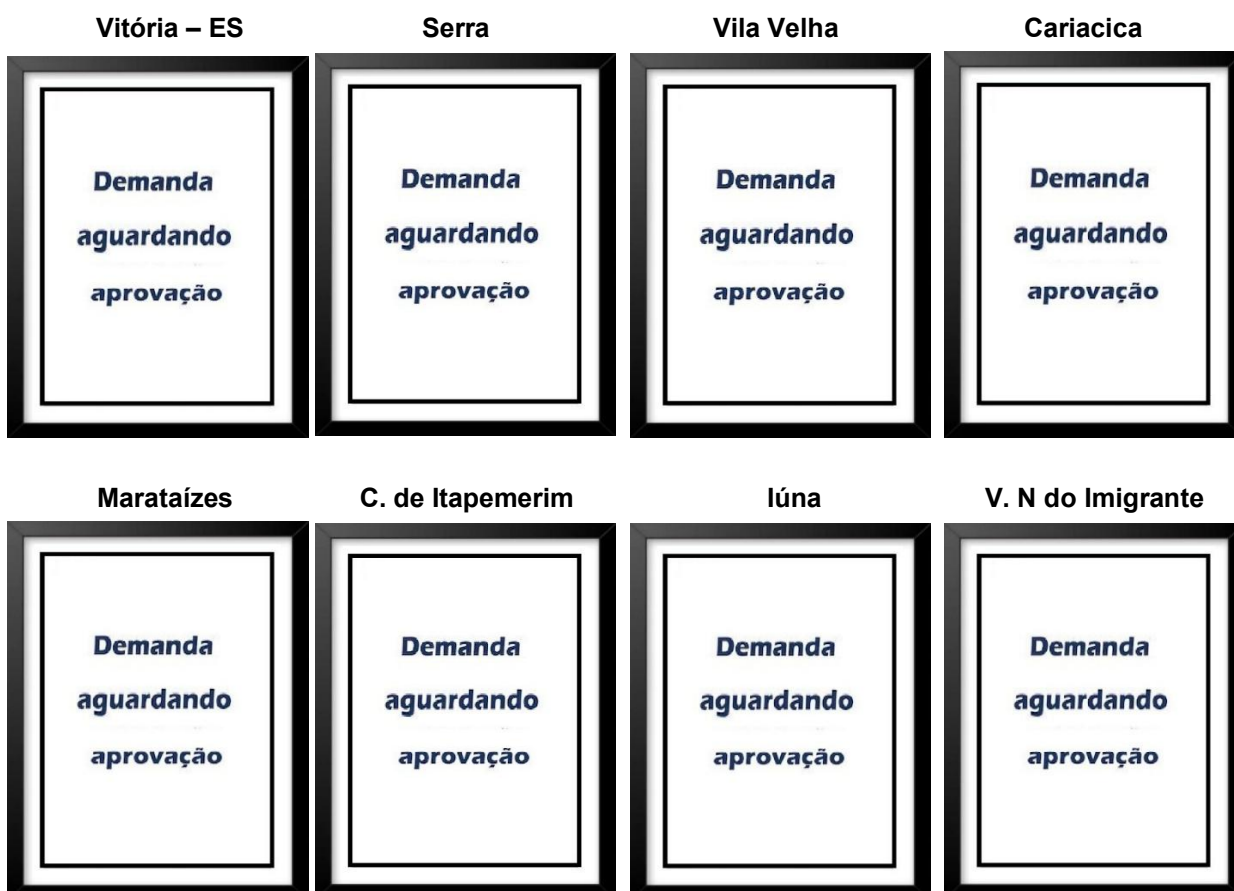 Vitória – ES
Serra
Vila Velha
Cariacica
Demanda
aguardando
aprovação
Demanda
aguardando
aprovação
Demanda
aguardando
aprovação
Demanda
aguardando
aprovação
Marataízes
C. de Itapemerim
Iúna
V. N do Imigrante
Demanda
aguardando
aprovação
Demanda
aguardando
aprovação
Demanda
aguardando
aprovação
Demanda
aguardando
aprovação